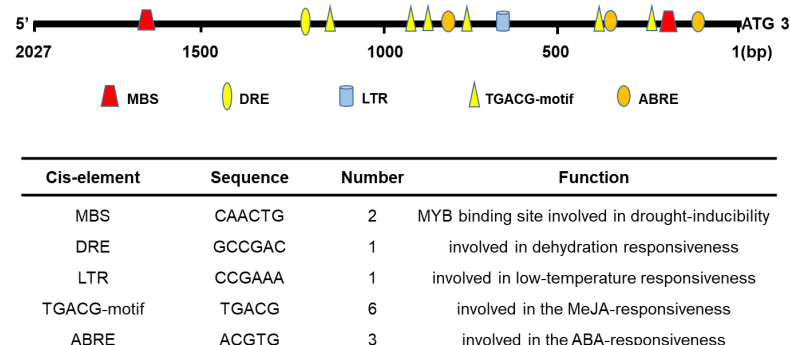 5’ ATG 3
2027 1500 1000 500 1(bp)
MBS DRE LTR TGACG-motif ABRE
Cis-element Sequence Number Function
MBS CAACTG 2 MYB binding site involved in drought-inducibility
DRE GCCGAC 1 involved in dehydration responsiveness
LTR CCGAAA 1 involved in low-temperature responsiveness
TGACG-motif TGACG 6 involved in the MeJA-responsiveness
ABRE ACGTG 3 involved in the ABA-responsiveness